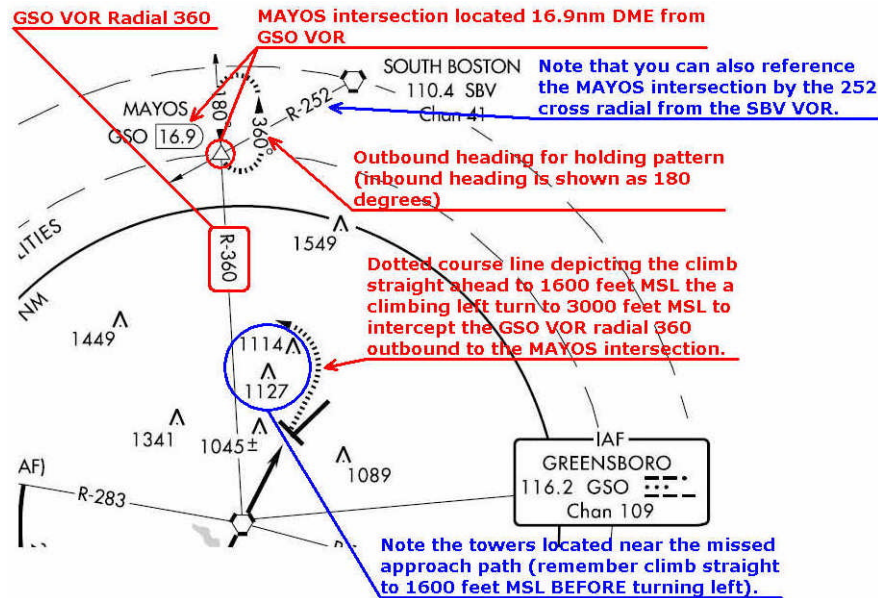 GSO VOR Radial 360
MAYOS intersection located 16.9nm DME from
GSO VOR
SOUTH BOSTON
110.4 SBV
Chan 41
Note that you can also reference
the MAYOS intersection by the 252
cross radial from the SBV VOR.
MAYOS
GSO 16.9
180°
360°
R-252
Outbound heading for holding pattern
(inbound heading is shown as 180
degrees)
LITIES
R-360
1549
NM
Dotted course line depicting the climb
straight ahead to 1600 feet MSL the a
climbing left turn to 3000 feet MSL to
intercept the GSO VOR radial 360
outbound to the MAYOS intersection.
1449
1114
1127
1341
1045±
1089
AF)
R-283
IAF
GREENSBORO
116.2 GSO
Chan 109
Note the towers located near the missed
approach path (remember climb straight
to 1600 feet MSL BEFORE turning left).